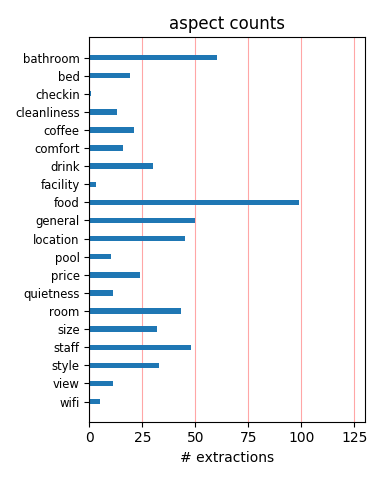 aspect counts
bathroom
bed
checkin
cleanliness
coffee
comfort
drink
facility
food
general
location
pool
price
quietness
room
size
staff
style
view
wifi
0 25 50 75 100 125
# extractions